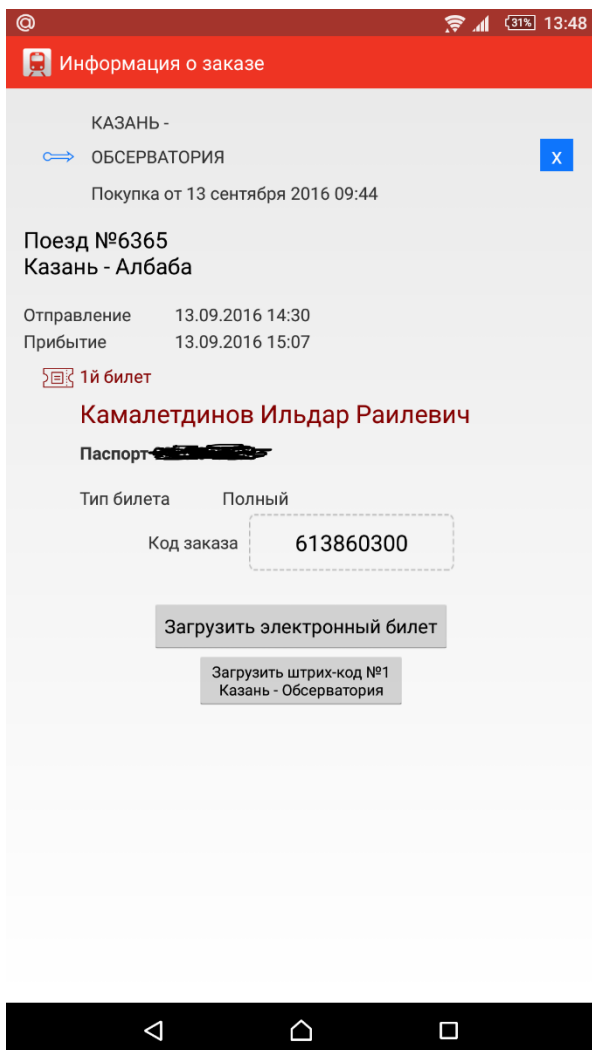 31% 13:48
Информация о заказе
КАЗАНЬ -
ОБСЕРВАТОРИЯ
x
Покупка от 13 сентября 2016 09:44
Поезд №6365
Казань - Албаба
Отправление 13.09.2016 14:30
Прибытие 13.09.2016 15:07
1й билет
Камалетдинов Ильдар Раилевич
Паспорт
Тип билета Полный
Код заказа 613860300
Загрузить электронный билет
Загрузить штрих-код №1
Казань - Обсерватория